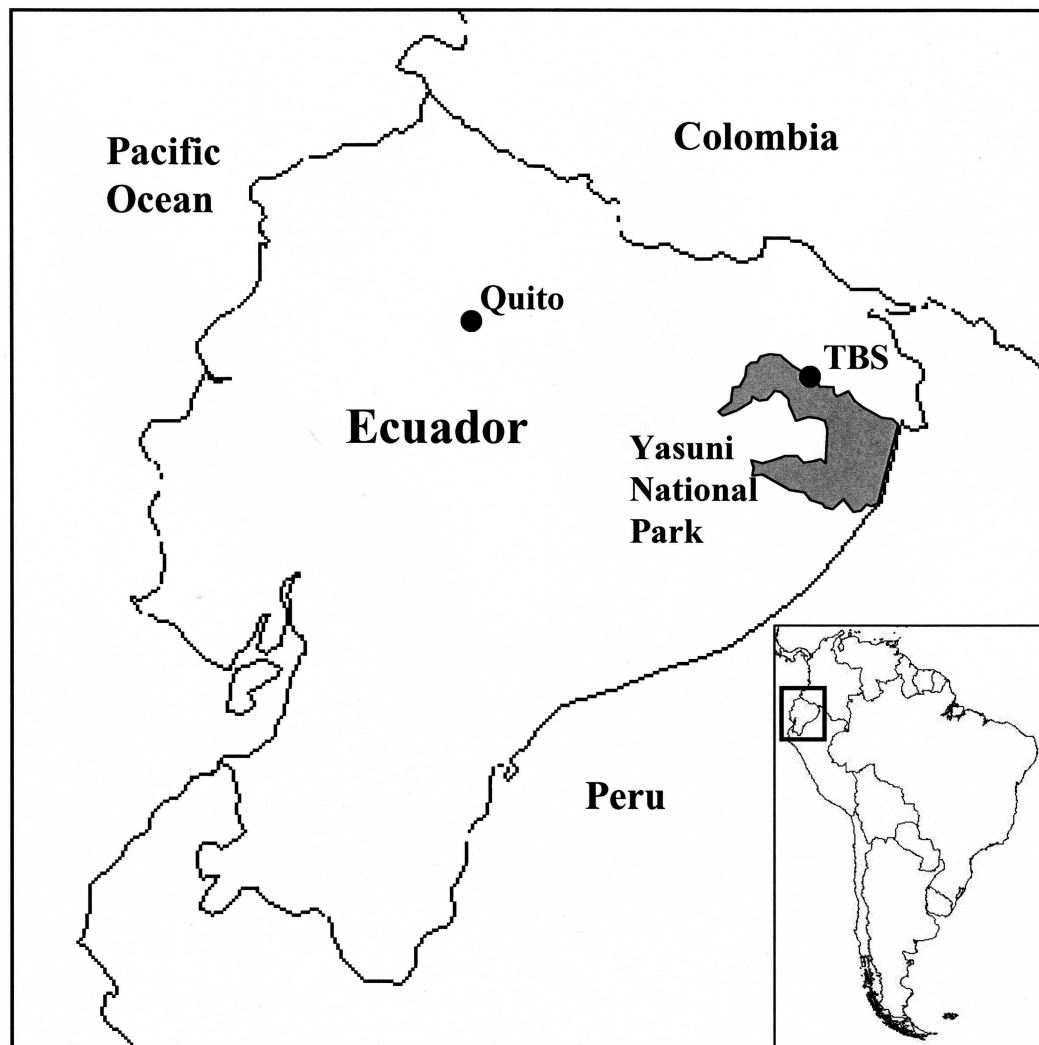 Pacific
Ocean
Colombia
Quito
TBS
Ecuador
Yasuni
National
Park
Peru